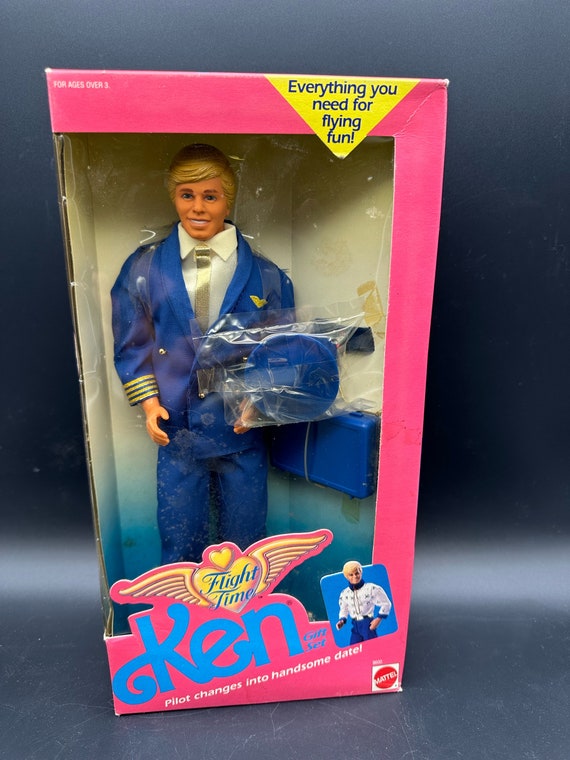 FOR AGES OVER 3.
Everything you
need for
flying
fun!
Flight
Time
Ken
Gift
Set
Pilot changes into handsome date!
MATTEL